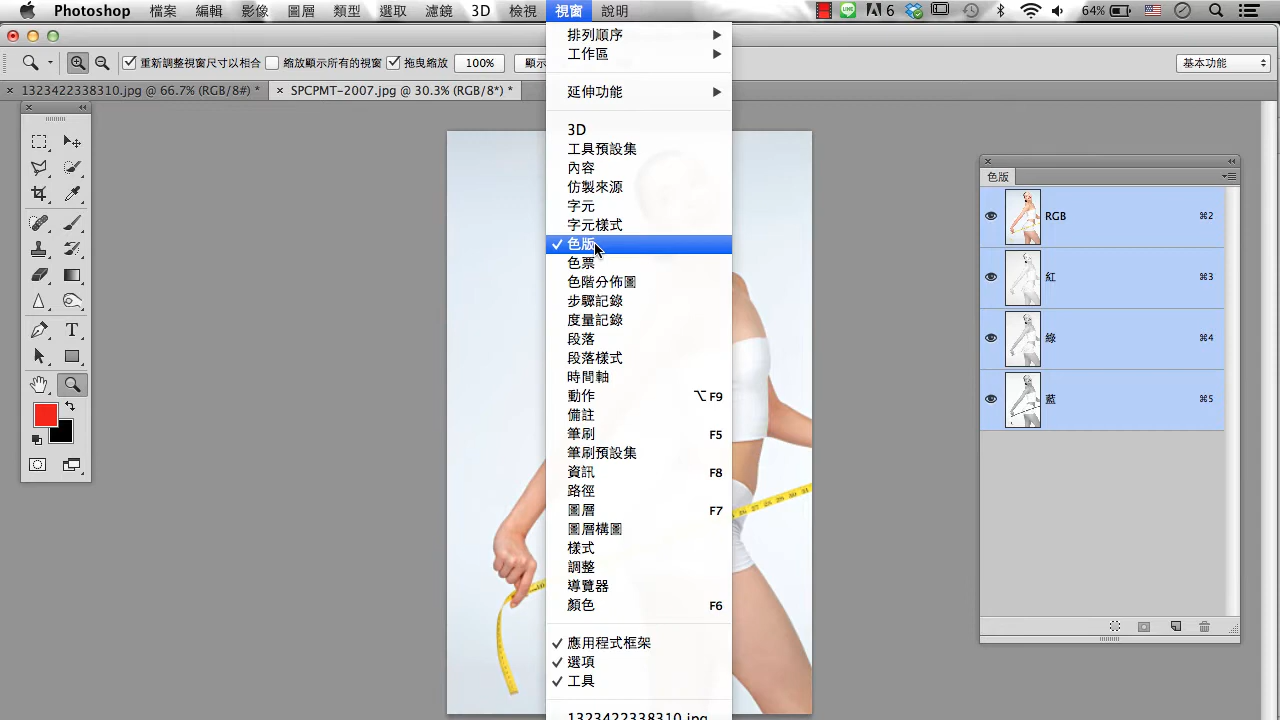 Photoshop 檔案 編輯 影像 圖層 類型 選取 濾鏡 3D 檢視 視窗 說明 6 64%
重新調整視窗尺寸以相合 縮放顯示所有的視窗 拖曳縮放 100% 顯示 基本功能
1323422338310.jpg @ 66.7% (RGB/8#) * SPCPMT-2007.jpg @ 30.3% (RGB/8*) *
排列順序
工作區
延伸功能
3D
工具預設集
內容
仿製來源
字元
字元樣式
色版
色票
色階分佈圖
步驟記錄
度量記錄
段落
段落樣式
時間軸
動作 ⌥F9
備註
筆刷 F5
筆刷預設集
資訊 F8
路徑
圖層 F7
圖層構圖
樣式
調整
導覽器
顏色 F6
應用程式框架
選項
工具
1323422338310.jpg
色版
RGB ⌘2
紅 ⌘3
綠 ⌘4
藍 ⌘5